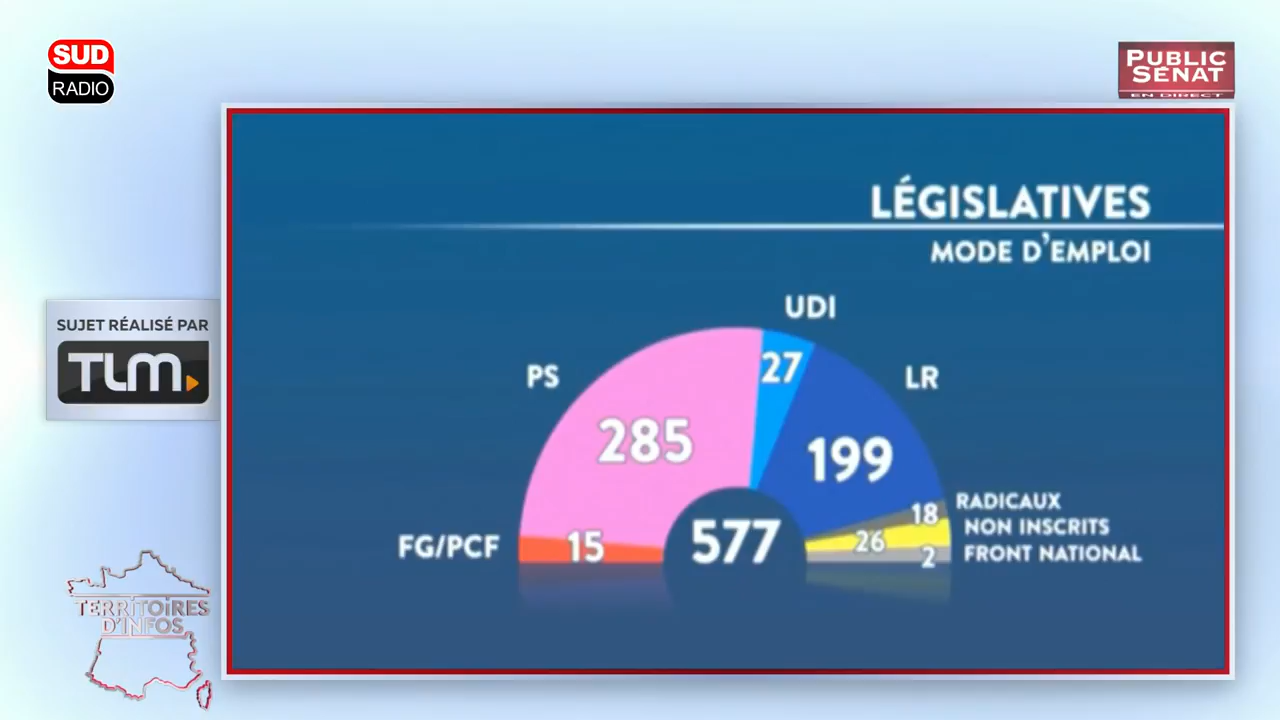 SUD
RADIO
PUBLIC
SÉNAT
EN DIRECT
LÉGISLATIVES
MODE D'EMPLOI
SUJET RÉALISÉ PAR
TLM
UDI
27
PS
LR
285
199
RADICAUX
18
NON INSCRITS
26
FRONT NATIONAL
2
FG/PCF
15
577
TERRITOIRES
D'INFOS